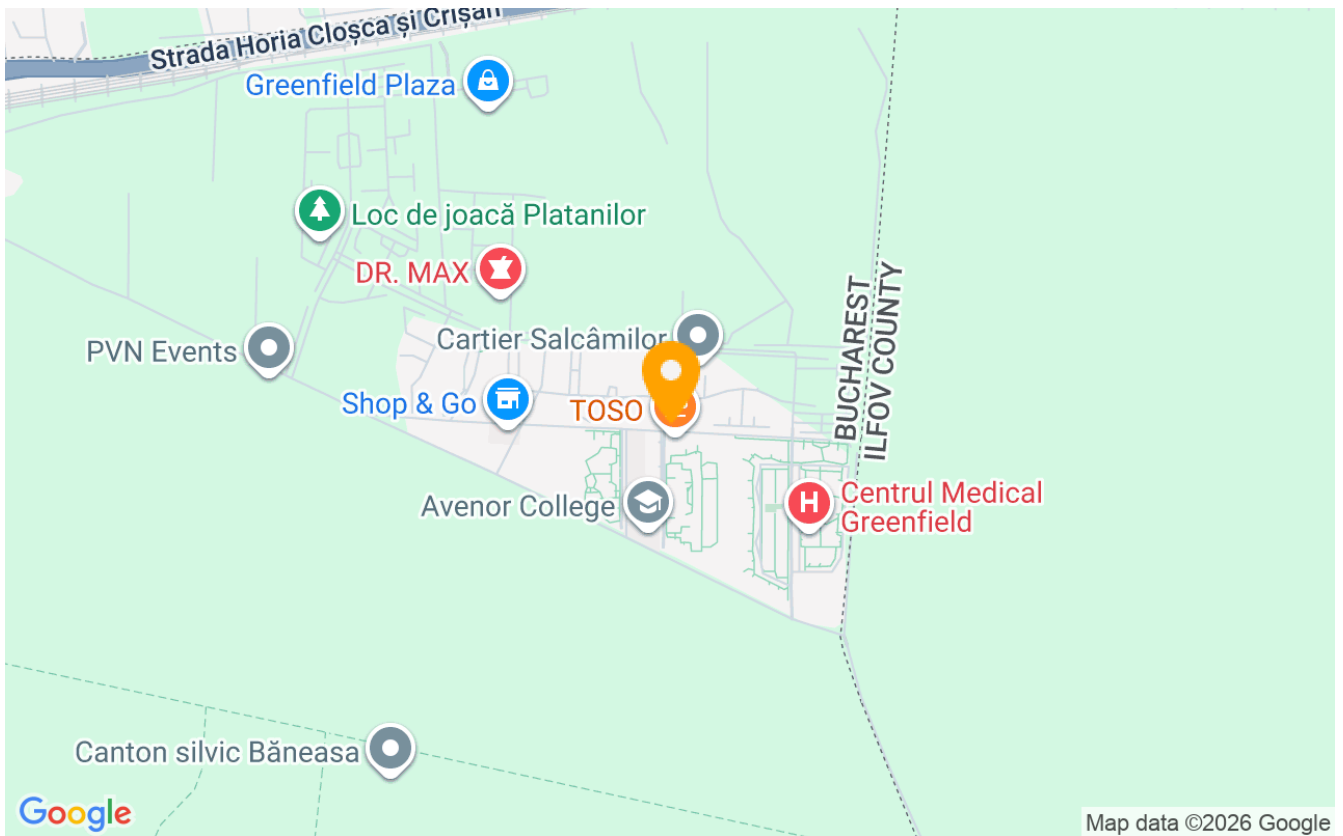 Strada Horia Cloșca și Crișan
Greenfield Plaza
Loc de joacă Platanilor
DR. MAX
Cartier Salcâmilor
PVN Events
Shop & Go
TOSO
BUCHAREST
ILFOV COUNTY
Avenor College
H
Centrul Medical
Greenfield
Canton silvic Băneasa
Google
Map data ©2026 Google